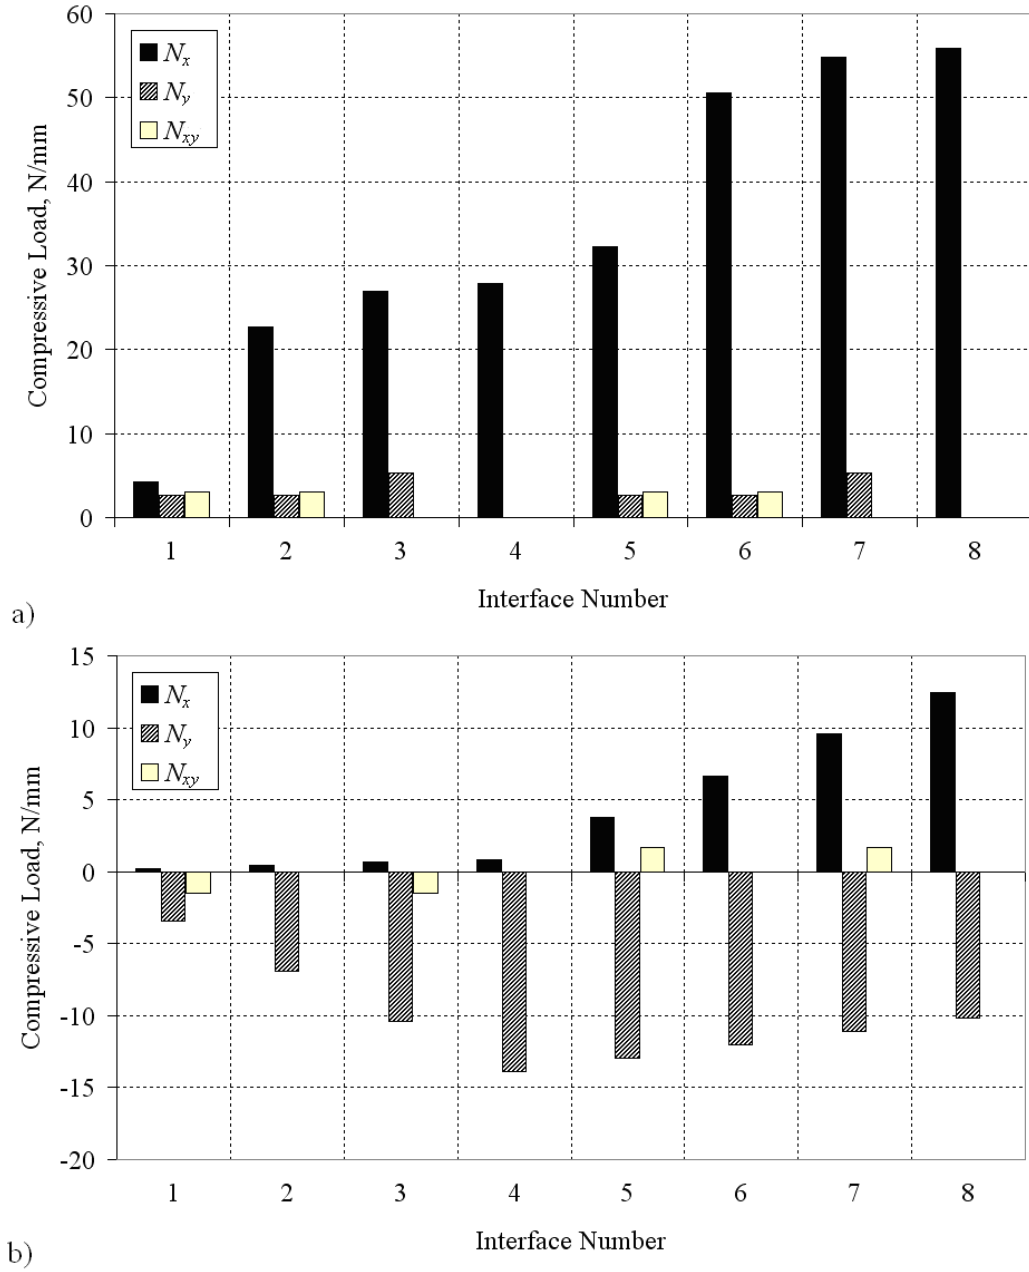 60
50
40
30
20
10
0
Compressive Load, N/mm
Nx
Ny
Nxy
1 2 3 4 5 6 7 8
Interface Number
a)
15
10
5
0
-5
-10
-15
-20
Compressive Load, N/mm
Nx
Ny
Nxy
1 2 3 4 5 6 7 8
Interface Number
b)